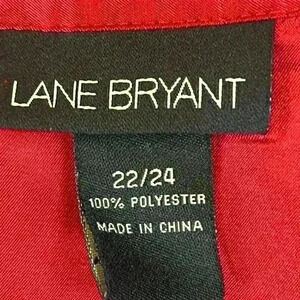 LANE BRYANT
22/24
100% POLYESTER
MADE IN CHINA